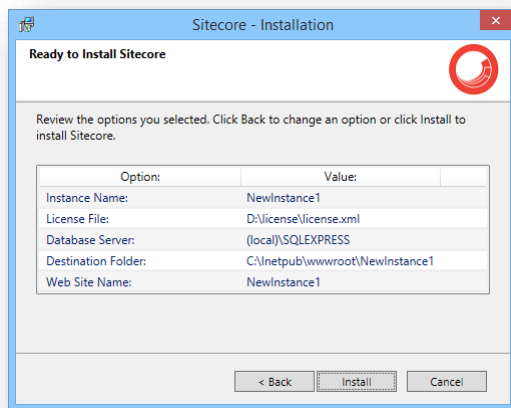 Sitecore - Installation
Ready to Install Sitecore
Review the options you selected. Click Back to change an option or click Install to
install Sitecore.
Option: Value:
Instance Name: NewInstance1
License File: D:\license\license.xml
Database Server: (local)\SQLEXPRESS
Destination Folder: C:\Inetpub\wwwroot\NewInstance1
Web Site Name: NewInstance1
< Back Install Cancel